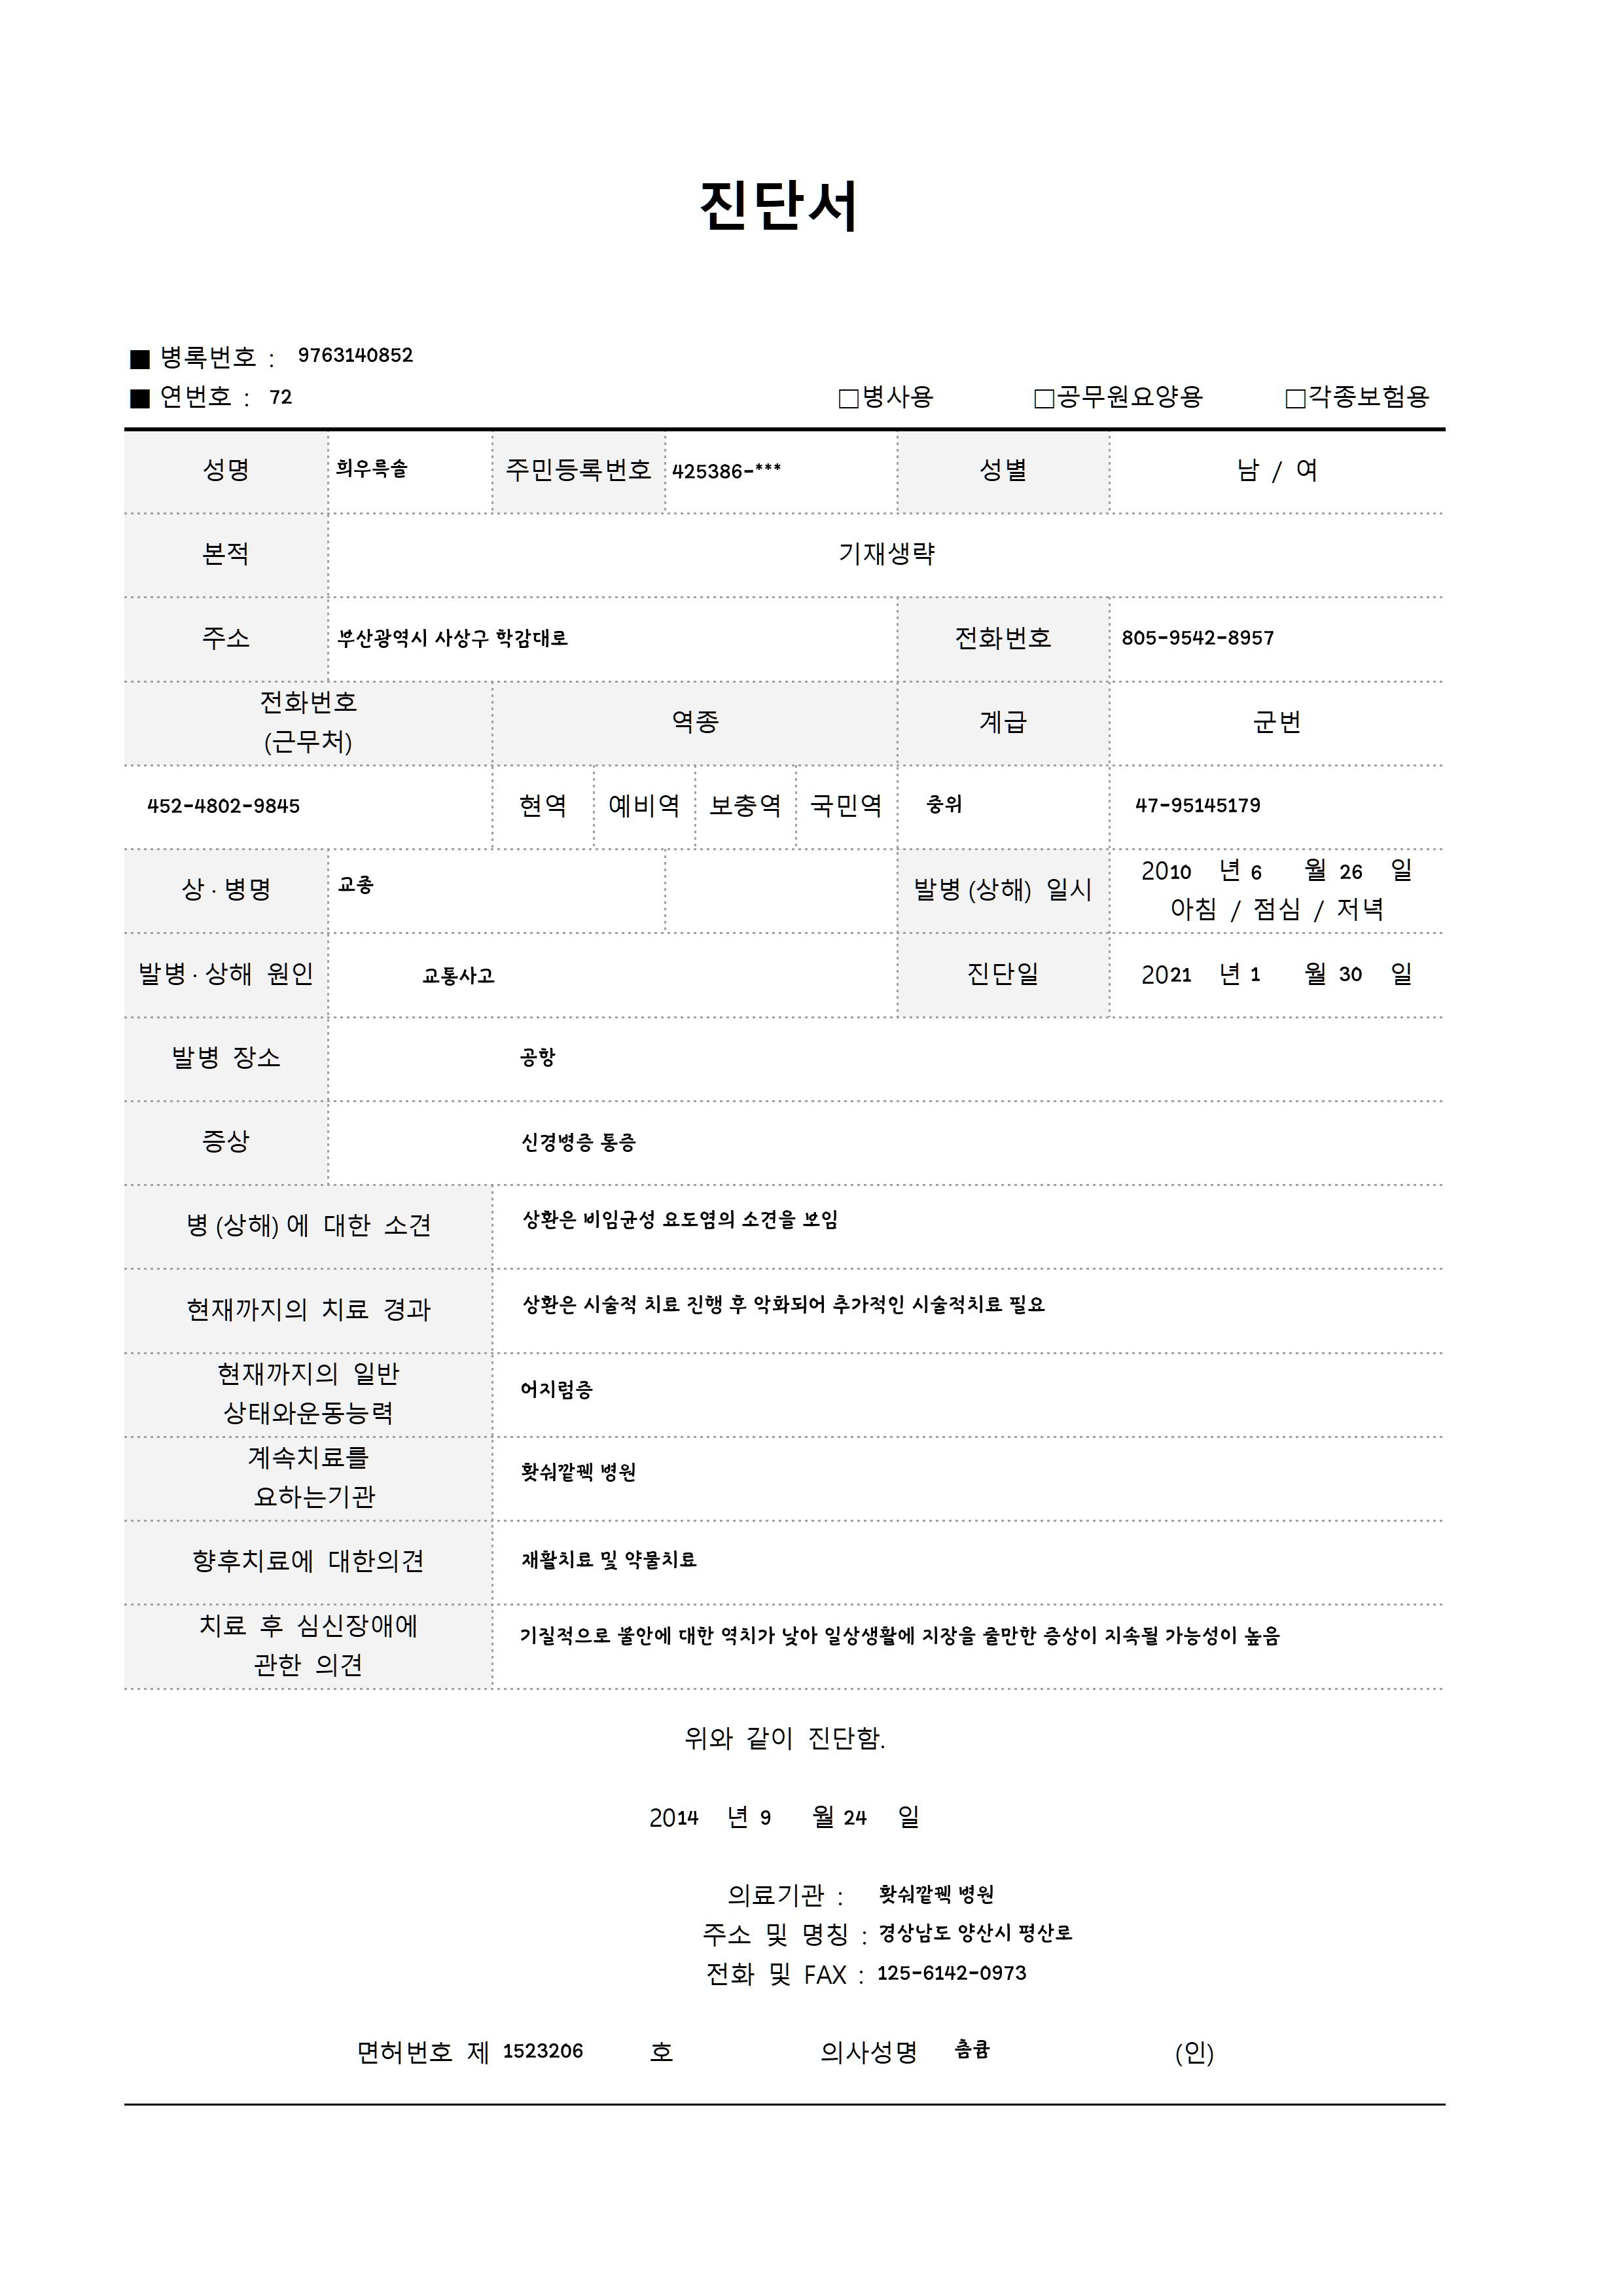 진단서
■ 병록번호 : 9763140852
■ 연번호 : 72 □병사용 □공무원요양용 □각종보험용
성명 희우륵솔 주민등록번호 425386-*** 성별 남 / 여
본적 기재생략
주소 부산광역시 사상구 학감대로 전화번호 805-9542-8957
전화번호
(근무처) 역종 계급 군번
452-4802-9845 현역 예비역 보충역 국민역 중위 47-95145179
상·병명 교종 발병(상해) 일시 2010 년 6 월 26 일
아침 / 점심 / 저녁
발병·상해 원인 교통사고 진단일 2021 년 1 월 30 일
발병 장소 공항
증상 신경병증 통증
병(상해)에 대한 소견 상환은 비임균성 요도염의 소견을 보임
현재까지의 치료 경과 상환은 시술적 치료 진행 후 악화되어 추가적인 시술적치료 필요
현재까지의 일반
상태와운동능력 어지럼증
계속치료를
요하는기관 홧숴깥퀙 병원
향후치료에 대한의견 재활치료 및 약물치료
치료 후 심신장애에
관한 의견 기질적으로 불안에 대한 역치가 낮아 일상생활에 지장을 줄만한 증상이 지속될 가능성이 높음
위와 같이 진단함.
2014 년 9 월 24 일
의료기관 : 홧숴깥퀙 병원
주소 및 명칭 : 경상남도 양산시 평산로
전화 및 FAX : 125-6142-0973
면허번호 제 1523206 호 의사성명 (인)